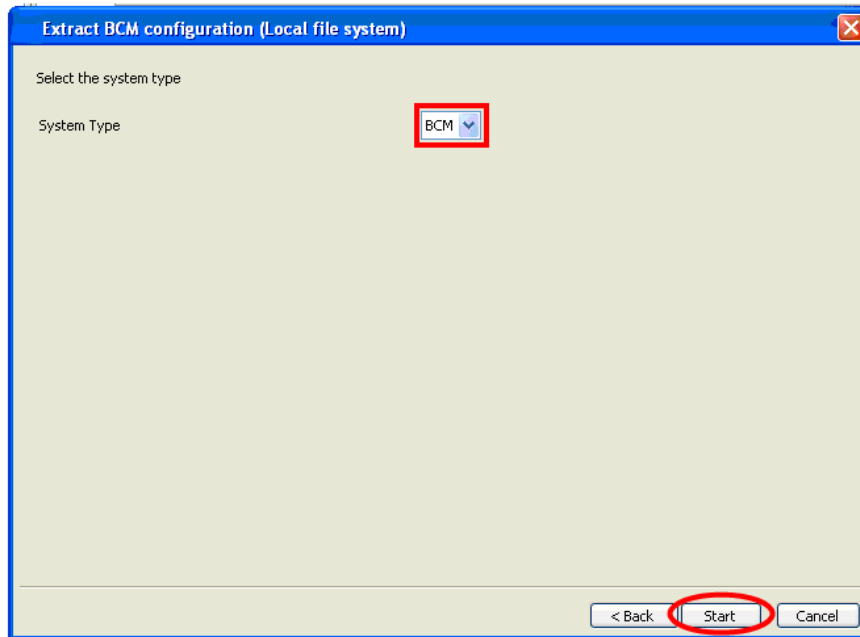 Extract BCM configuration (Local file system)
Select the system type
System Type BCM
< Back Start Cancel